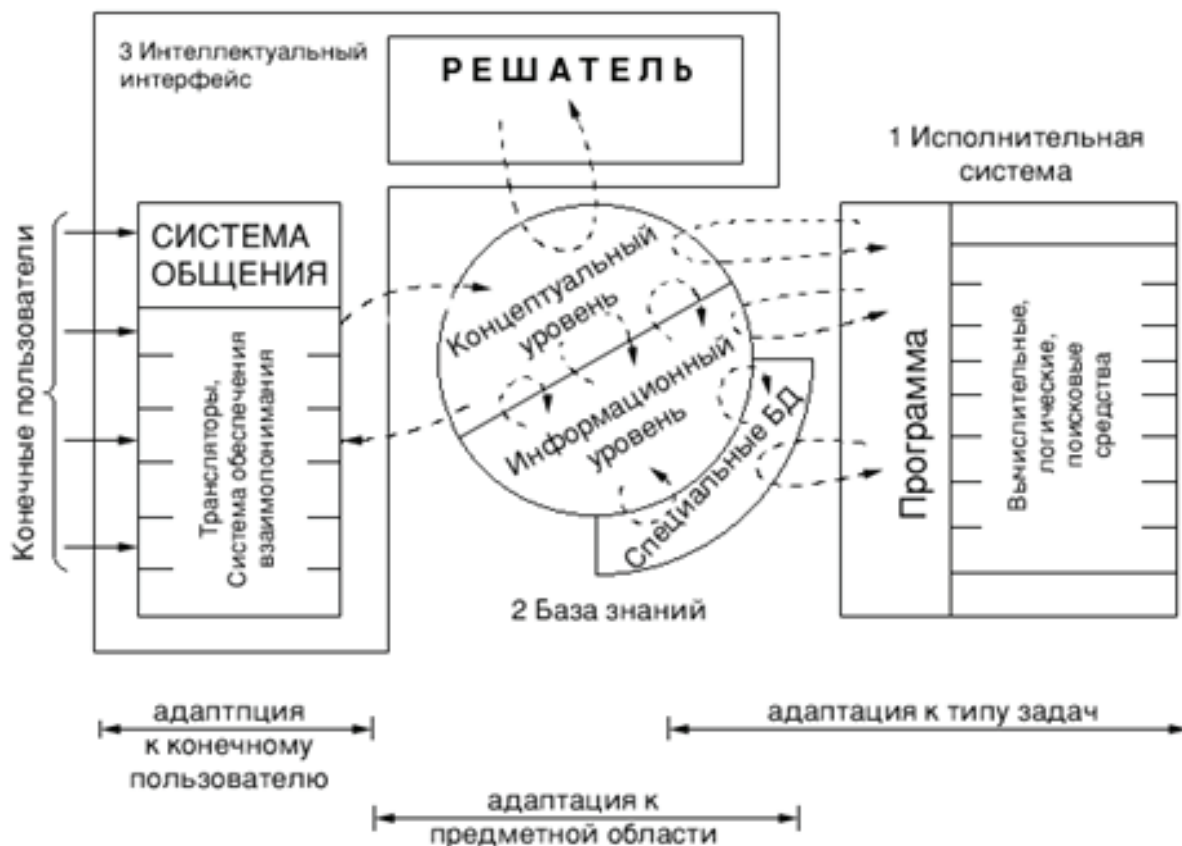 3 Интеллектуальный
интерфейс
РЕШАТЕЛЬ
1 Исполнительная
система
Конечные пользователи
СИСТЕМА
ОБЩЕНИЯ
Трансляторы,
Система обеспечения
взаимопонимания
Концептуальный
уровень
Информационный
уровень
Специальные БД
Программа
Вычислительные,
логические,
поисковые
средства
2 База знаний
адаптпция
к конечному
пользователю
адаптация к типу задач
адаптация к
предметной области